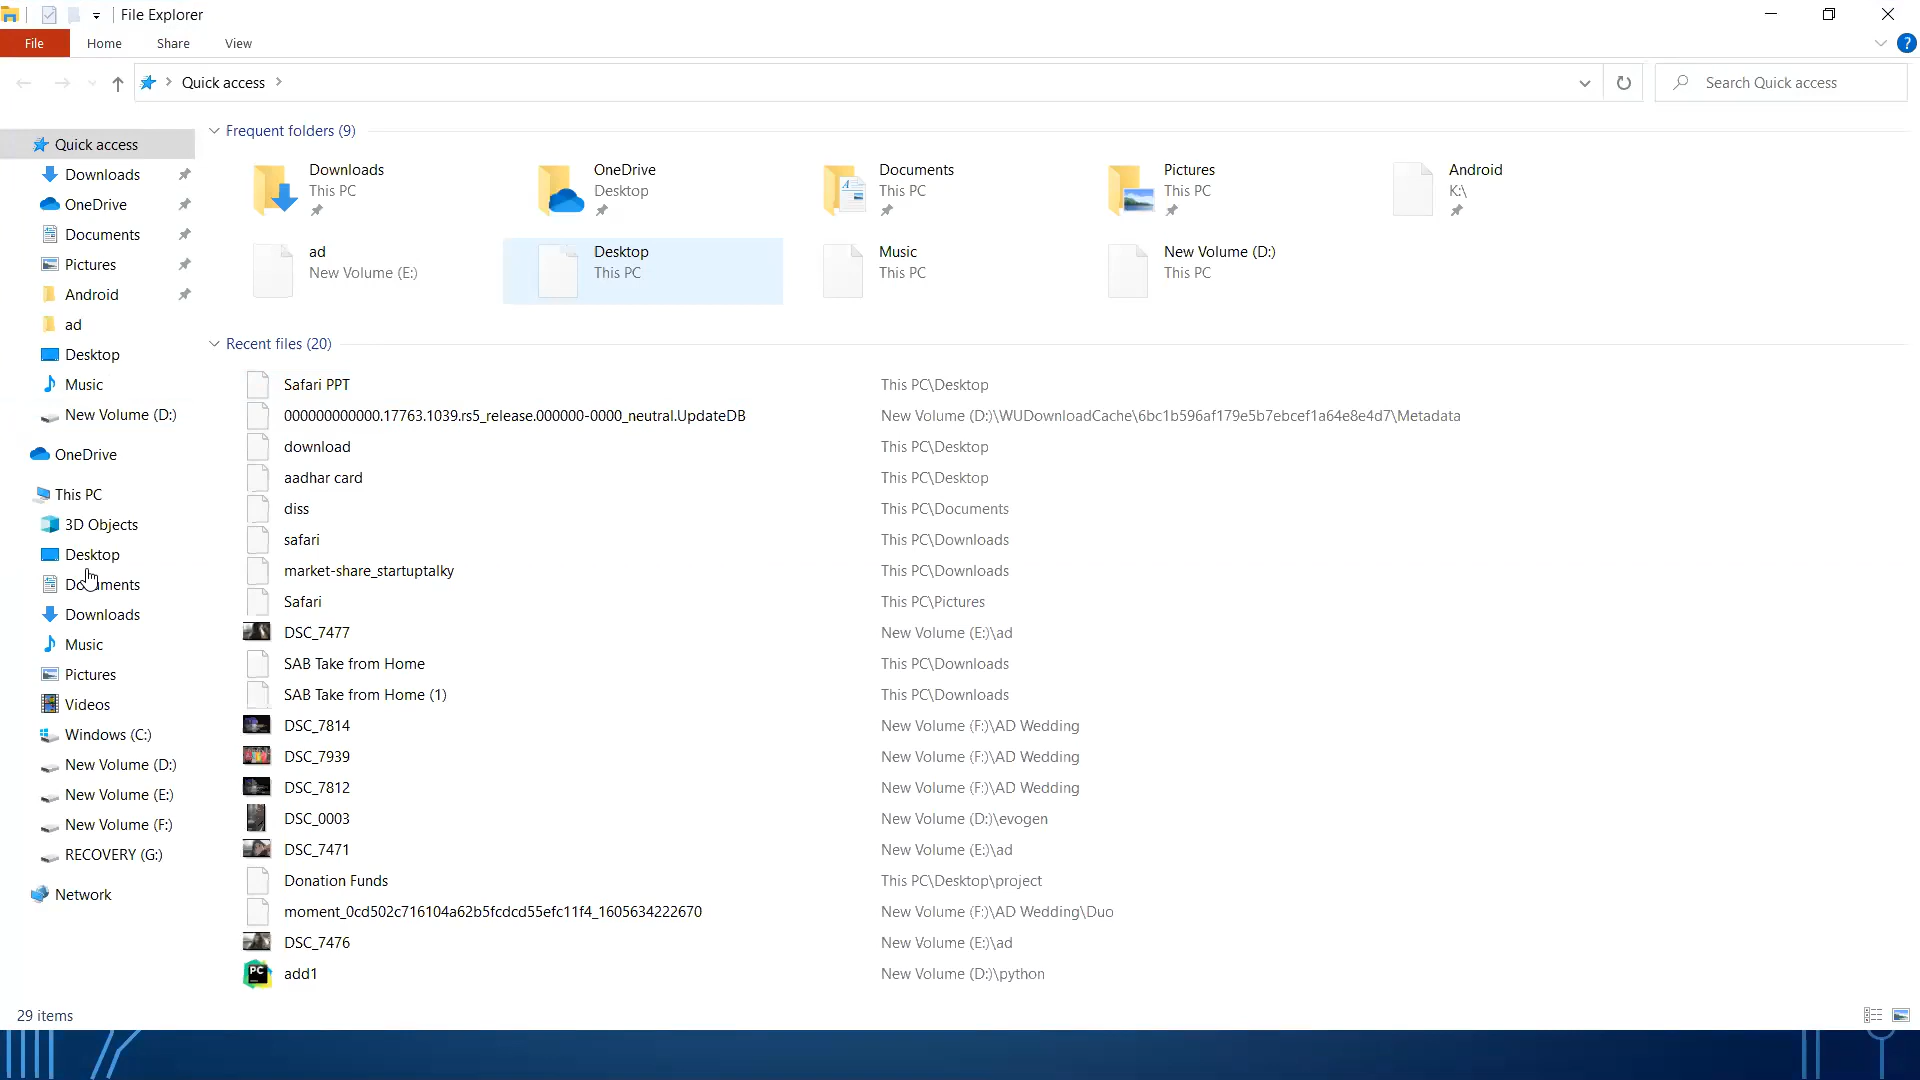 File Explorer
File Home Share View
Quick access
Search Quick access
Quick access
Downloads
OneDrive
Documents
Pictures
Android
ad
Desktop
Music
New Volume (D:)
OneDrive
This PC
3D Objects
Desktop
Documents
Downloads
Music
Pictures
Videos
Windows (C:)
New Volume (D:)
New Volume (E:)
New Volume (F:)
RECOVERY (G:)
Network
Frequent folders (9)
Downloads
This PC
OneDrive
Desktop
Documents
This PC
Pictures
This PC
Android
K:\
ad
New Volume (E:)
Desktop
This PC
Music
This PC
New Volume (D:)
This PC
Recent files (20)
Safari PPT This PC\Desktop
000000000000.17763.1039.rs5_release.000000-0000_neutral.UpdateDB New Volume (D:)\WUDownloadCache\6bc1b596af179e5b7ebcef1a64e8e4d7\Metadata
download This PC\Desktop
aadhar card This PC\Desktop
diss This PC\Documents
safari This PC\Downloads
market-share_startuptalky This PC\Downloads
Safari This PC\Pictures
DSC_7477 New Volume (E:)\ad
SAB Take from Home This PC\Downloads
SAB Take from Home (1) This PC\Downloads
DSC_7814 New Volume (F:)\AD Wedding
DSC_7939 New Volume (F:)\AD Wedding
DSC_7812 New Volume (F:)\AD Wedding
DSC_0003 New Volume (D:)\evogen
DSC_7471 New Volume (E:)\ad
Donation Funds This PC\Desktop\project
moment_0cd502c716104a62b5fcdcd55efc11f4_1605634222670 New Volume (F:)\AD Wedding\Duo
DSC_7476 New Volume (E:)\ad
PC add1 New Volume (D:)\python
29 items